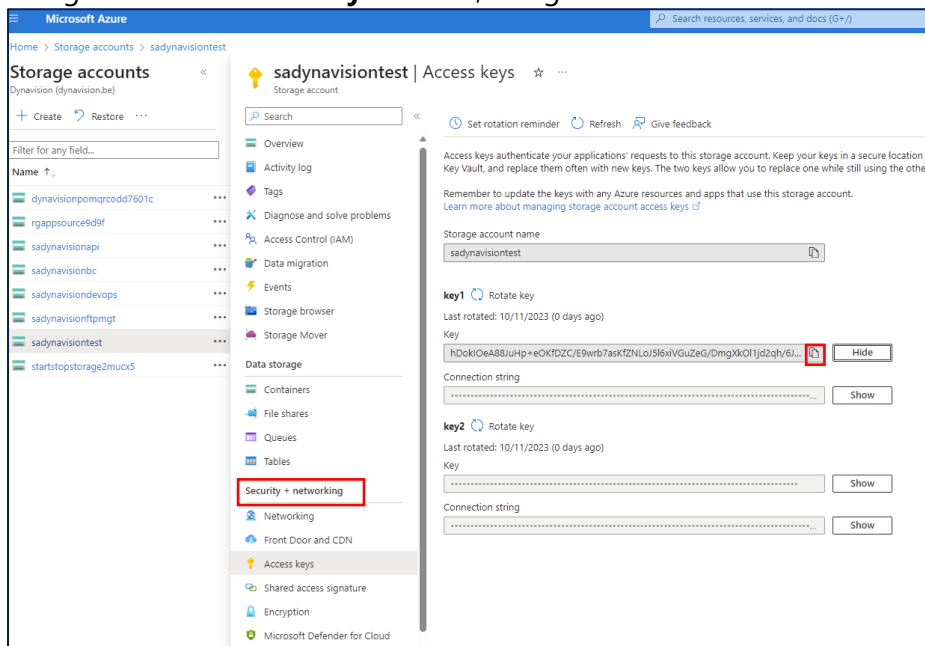 Microsoft Azure
Search resources, services, and docs (G+/)
Home > Storage accounts > sadynavisiontest
Storage accounts
Dynavision (dynavision.be)
+ Create Restore ...
Filter for any field...
Name ↑↓
dynavisionpomqrcodd7601c
rgappsource9d9f
sadynavisionapi
sadynavisionbc
sadynavisiondevops
sadynavisionftpmgt
sadynavisiontest
startstopstorage2mucx5
sadynavisiontest | Access keys
Storage account
Search
Overview
Activity log
Tags
Diagnose and solve problems
Access Control (IAM)
Data migration
Events
Storage browser
Storage Mover
Data storage
Containers
File shares
Queues
Tables
Security + networking
Networking
Front Door and CDN
Access keys
Shared access signature
Encryption
Microsoft Defender for Cloud
Set rotation reminder Refresh Give feedback
Access keys authenticate your applications' requests to this storage account. Keep your keys in a secure location
Key Vault, and replace them often with new keys. The two keys allow you to replace one while still using the othe
Remember to update the keys with any Azure resources and apps that use this storage account.
Learn more about managing storage account access keys
Storage account name
sadynavisiontest
key1 Rotate key
Last rotated: 10/11/2023 (0 days ago)
Key
Hide
Connection string
Show
key2 Rotate key
Last rotated: 10/11/2023 (0 days ago)
Key
Show
Connection string
Show